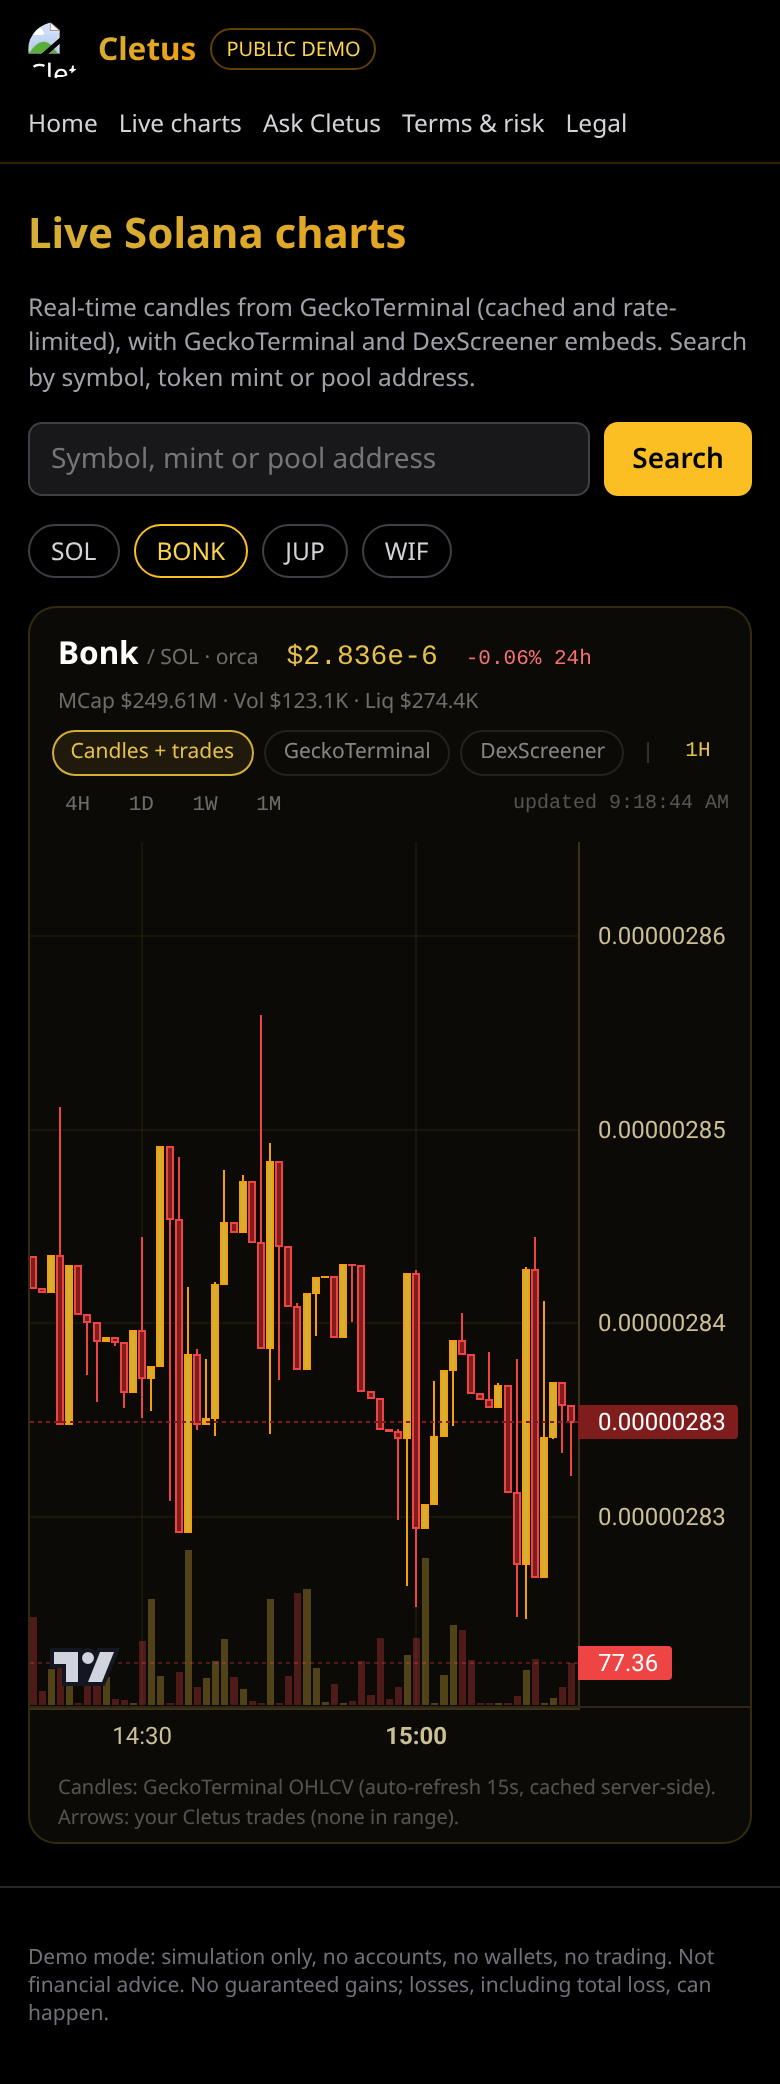 Cletus
PUBLIC DEMO
Home Live charts Ask Cletus Terms & risk Legal
Live Solana charts
Real-time candles from GeckoTerminal (cached and rate-
limited), with GeckoTerminal and DexScreener embeds. Search
by symbol, token mint or pool address.
Symbol, mint or pool address Search
SOL BONK JUP WIF
Bonk / SOL · orca $2.836e-6 -0.06% 24h
MCap $249.61M · Vol $123.1K · Liq $274.4K
Candles + trades GeckoTerminal DexScreener | 1H
4H 1D 1W 1M updated 9:18:44 AM
0.00000286
0.00000285
0.00000284
0.00000283
0.00000283
77.36
14:30 15:00
Candles: GeckoTerminal OHLCV (auto-refresh 15s, cached server-side).
Arrows: your Cletus trades (none in range).
Demo mode: simulation only, no accounts, no wallets, no trading. Not
financial advice. No guaranteed gains; losses, including total loss, can
happen.